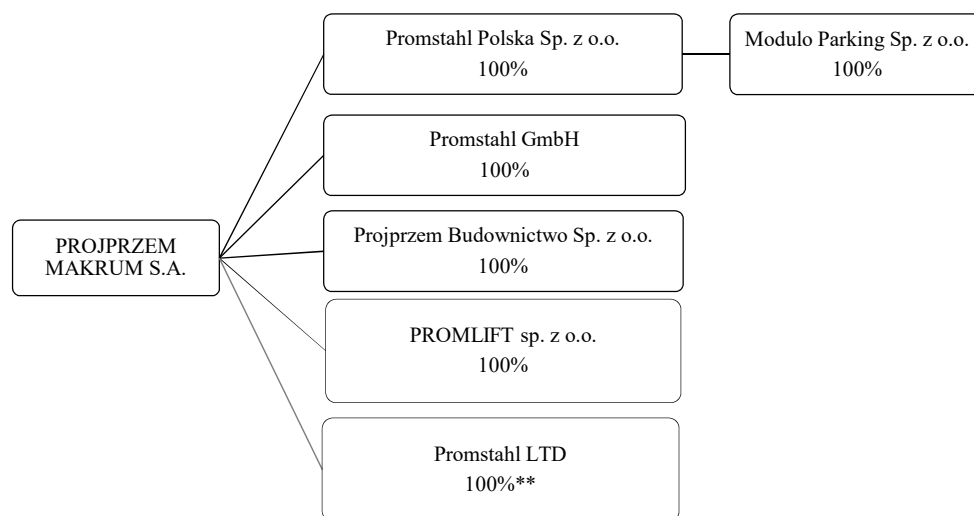 Promstahl Polska Sp. z o.o.
100%
Modulo Parking Sp. z o.o.
100%
Promstahl GmbH
100%
PROJPRZEM
MAKRUM S.A.
Projprzem Budownictwo Sp. z o.o.
100%
PROMLIFT sp. z o.o.
100%
Promstahl LTD
100%**